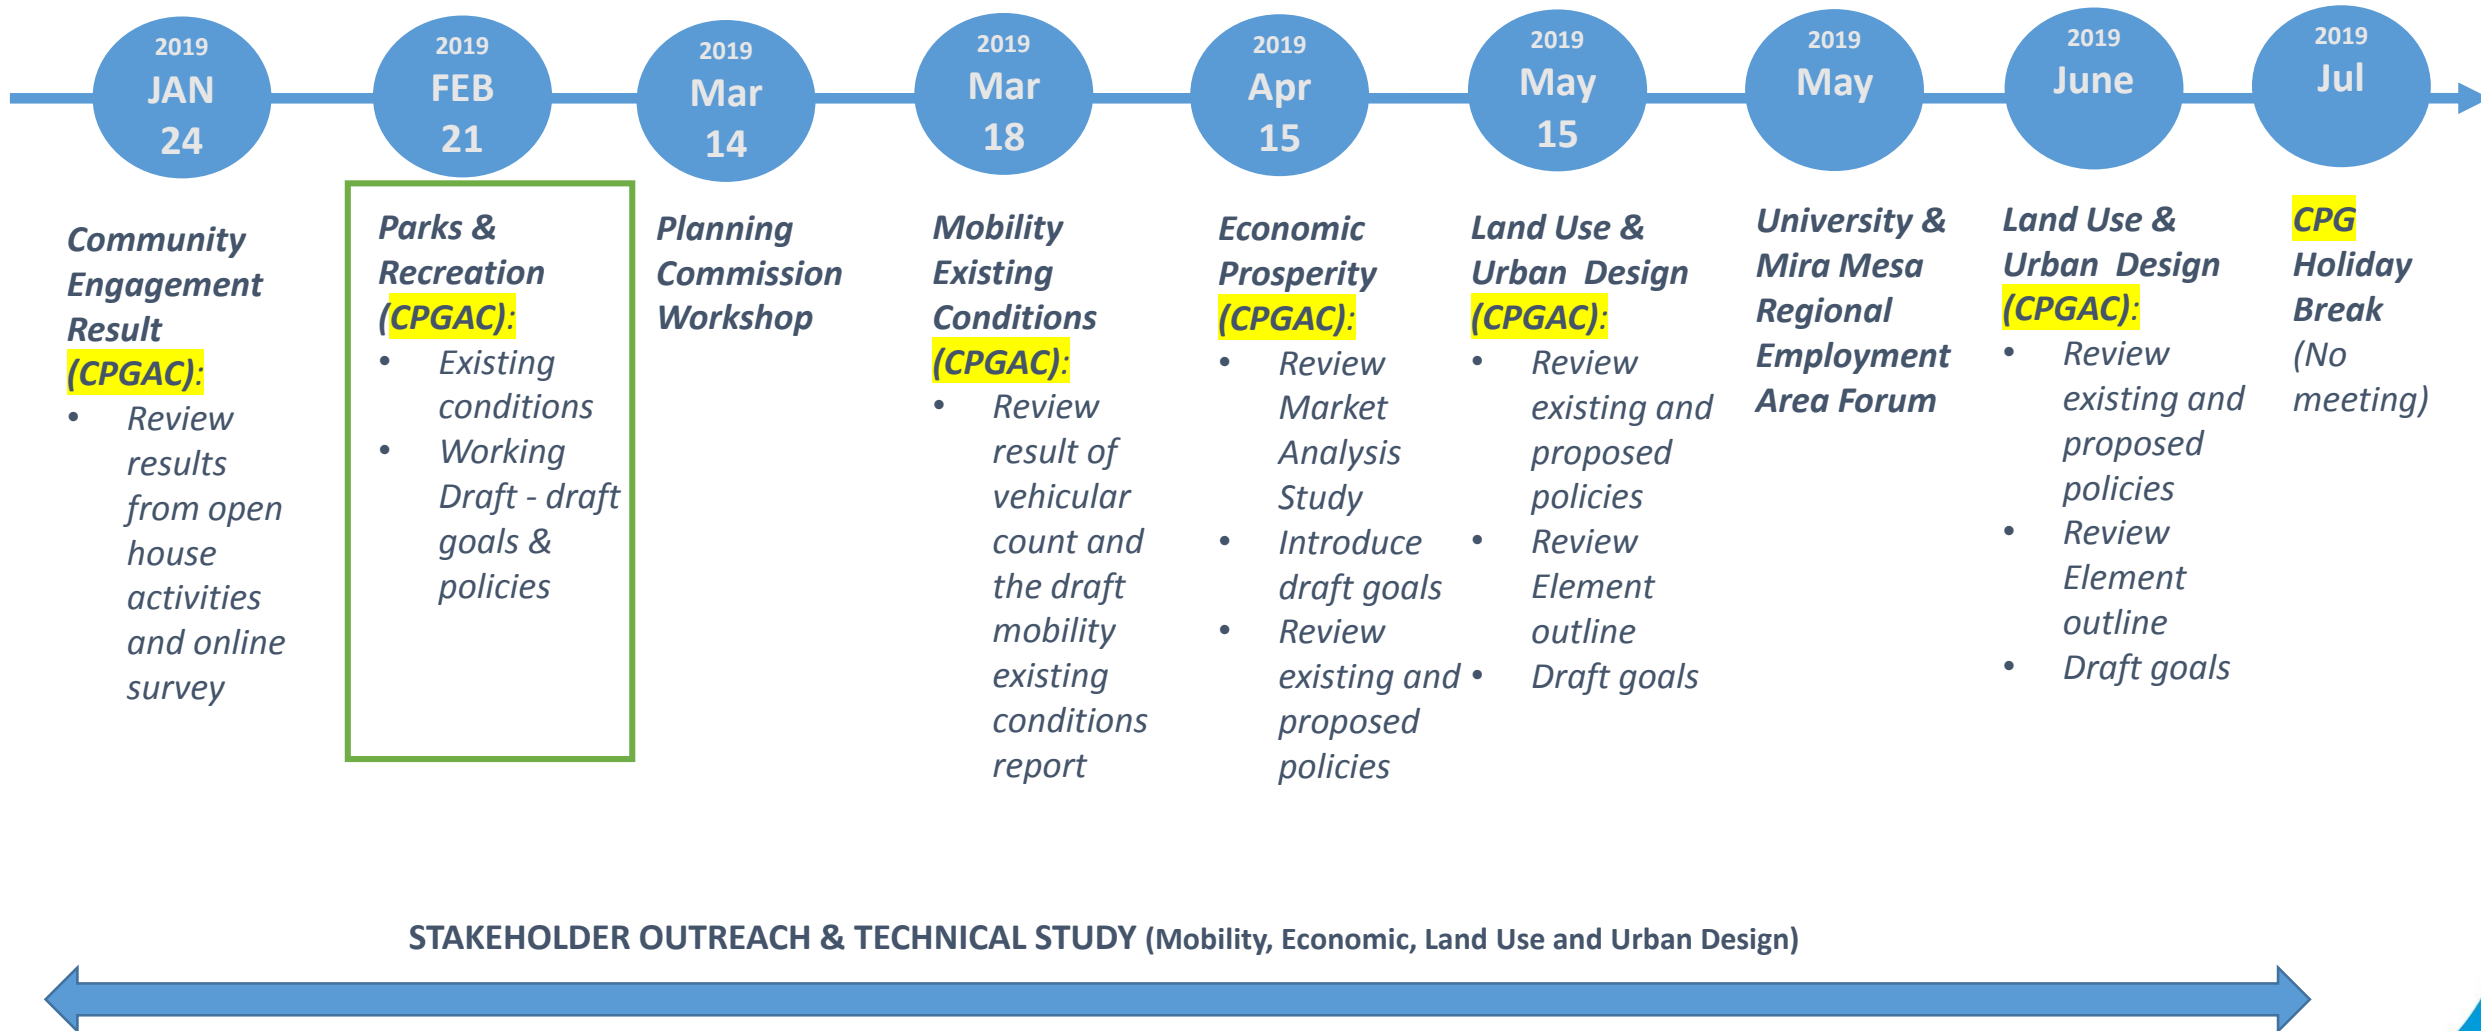 2019
JAN
24
2019
FEB
21
2019
Mar
14
2019
Mar
18
2019
Apr
15
2019
May
15
2019
May
2019
June
2019
Jul
Community
Engagement
Result
(CPGAC):
• Review
results
from open
house
activities
and online
survey
Parks &
Recreation
(CPGAC):
• Existing
conditions
• Working
Draft - draft
goals &
policies
Planning
Commission
Workshop
Mobility
Existing
Conditions
(CPGAC):
• Review
result of
vehicular
count and
the draft
mobility
existing
conditions
report
Economic
Prosperity
(CPGAC):
• Review
Market
Analysis
Study
• Introduce
draft goals
• Review
existing and
proposed
policies
Land Use &
Urban Design
(CPGAC):
• Review
existing and
proposed
policies
• Review
Element
outline
• Draft goals
University &
Mira Mesa
Regional
Employment
Area Forum
Land Use &
Urban Design
(CPGAC):
• Review
existing and
proposed
policies
• Review
Element
outline
• Draft goals
CPG
Holiday
Break
(No
meeting)
STAKEHOLDER OUTREACH & TECHNICAL STUDY (Mobility, Economic, Land Use and Urban Design)